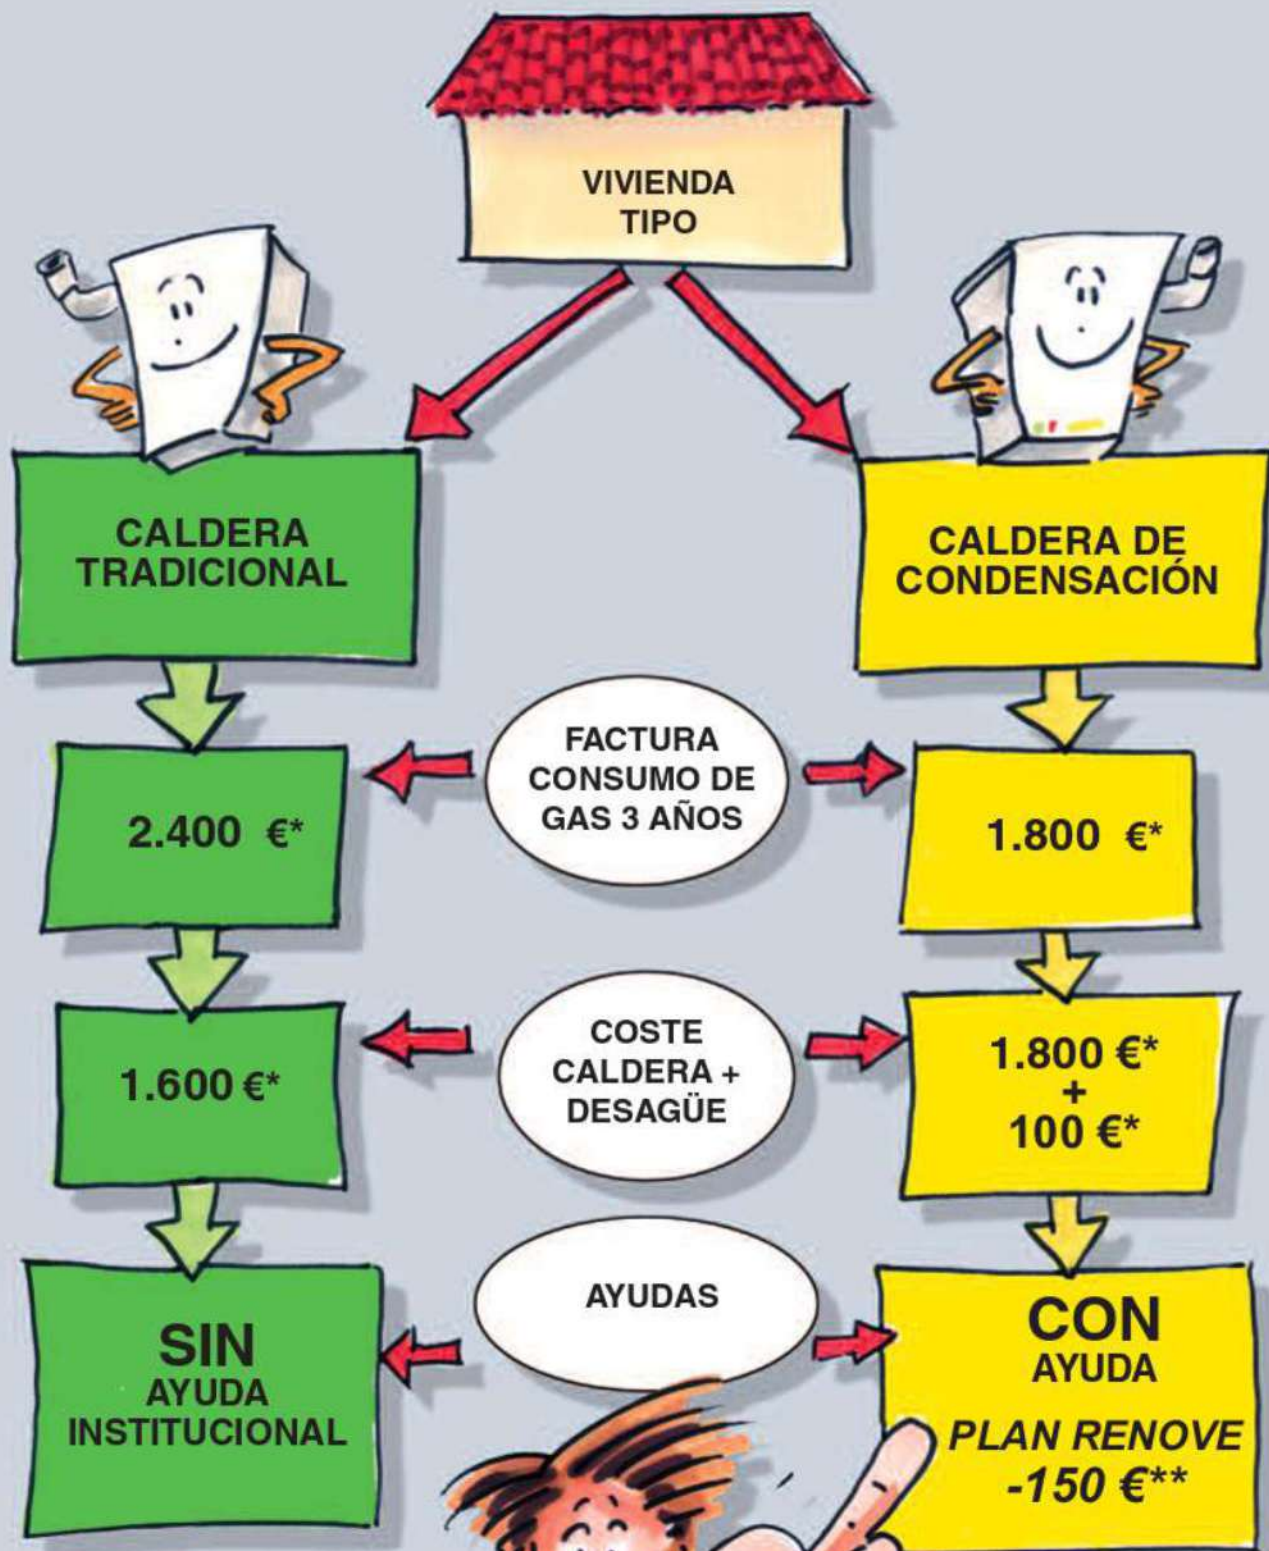 VIVIENDA
TIPO
CALDERA
TRADICIONAL
CALDERA DE
CONDENSACIÓN
FACTURA
CONSUMO DE
GAS 3 AÑOS
2.400 €*
1.800 €*
COSTE
CALDERA +
DESAGÜE
1.600 €*
1.800 €*
+
100 €*
AYUDAS
SIN
AYUDA
INSTITUCIONAL
CON
AYUDA
PLAN RENOVE
-150 €**